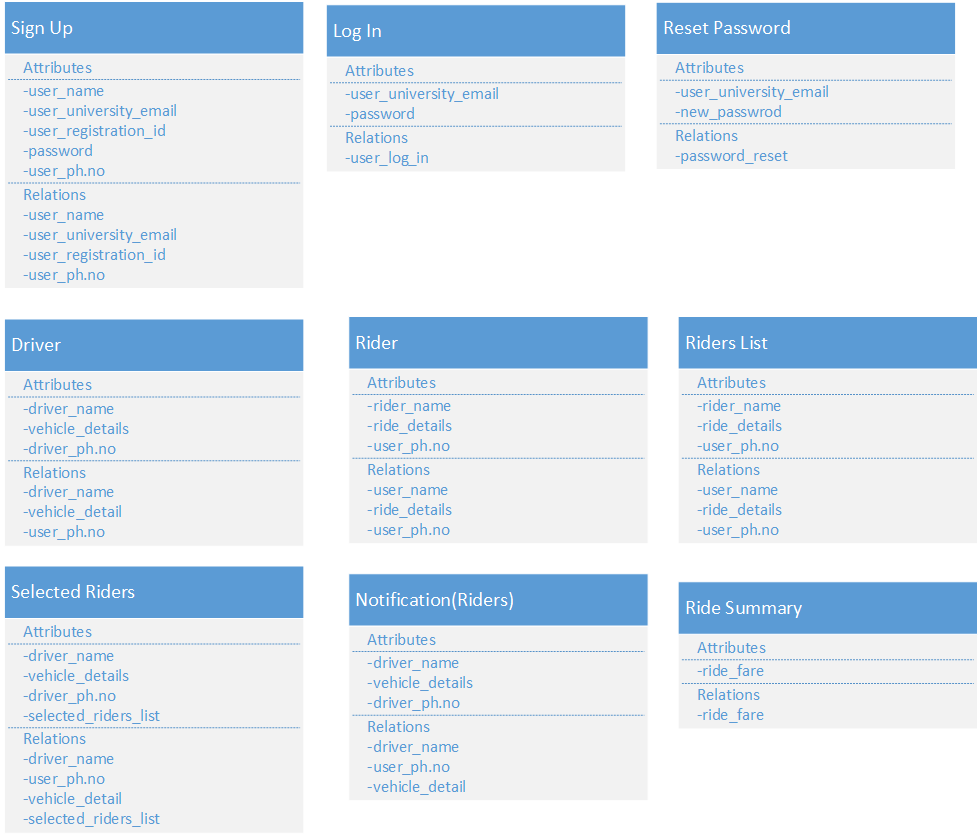 Sign Up
Attributes
-user_name
-user_university_email
-user_registration_id
-password
-user_ph.no
Relations
-user_name
-user_university_email
-user_registration_id
-user_ph.no
Log In
Attributes
-user_university_email
-password
Relations
-user_log_in
Reset Password
Attributes
-user_university_email
-new_passwrod
Relations
-password_reset
Driver
Attributes
-driver_name
-vehicle_details
-driver_ph.no
Relations
-driver_name
-vehicle_detail
-user_ph.no
Rider
Attributes
-rider_name
-ride_details
-user_ph.no
Relations
-user_name
-ride_details
-user_ph.no
Riders List
Attributes
-rider_name
-ride_details
-user_ph.no
Relations
-user_name
-ride_details
-user_ph.no
Selected Riders
Attributes
-driver_name
-vehicle_details
-driver_ph.no
-selected_riders_list
Relations
-driver_name
-user_ph.no
-vehicle_detail
-selected_riders_list
Notification(Riders)
Attributes
-driver_name
-vehicle_details
-driver_ph.no
Relations
-driver_name
-user_ph.no
-vehicle_detail
Ride Summary
Attributes
-ride_fare
Relations
-ride_fare